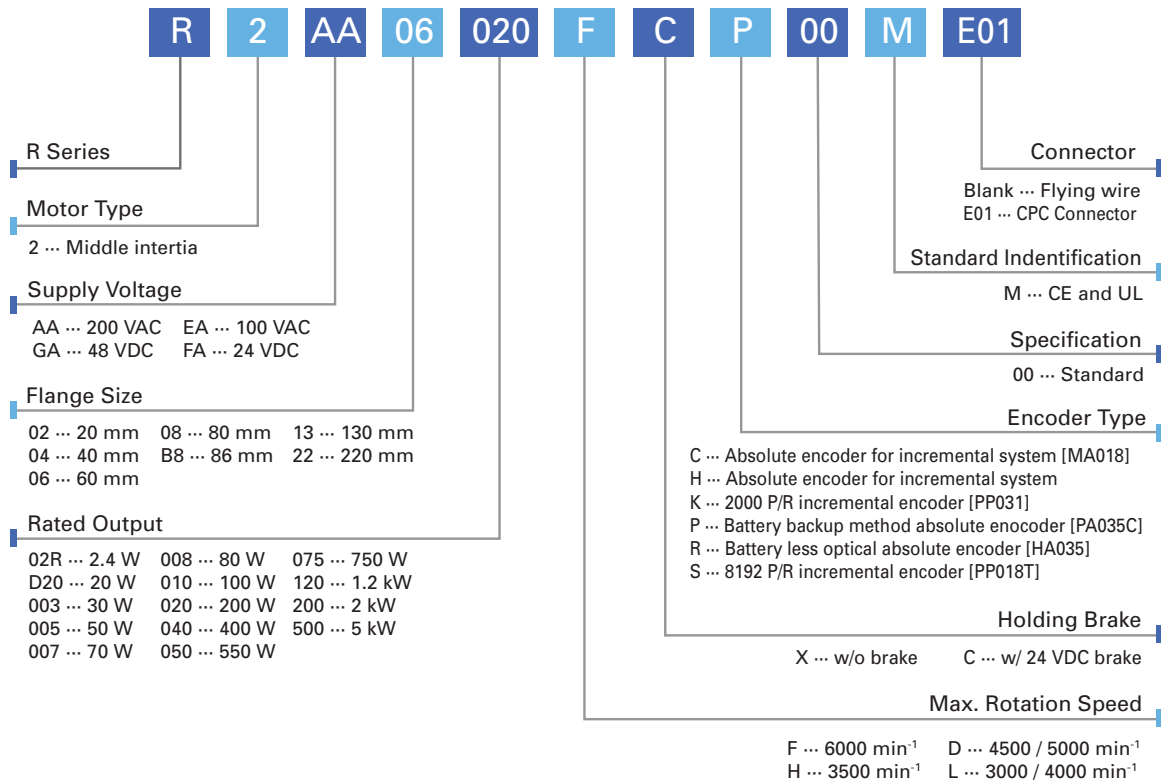 R 2 AA 06 020 F C P 00 M E01
R Series
Motor Type
2 ··· Middle intertia
Supply Voltage
AA ··· 200 VAC EA ··· 100 VAC
GA ··· 48 VDC FA ··· 24 VDC
Flange Size
02 ··· 20 mm 08 ··· 80 mm 13 ··· 130 mm
04 ··· 40 mm B8 ··· 86 mm 22 ··· 220 mm
06 ··· 60 mm
Rated Output
02R ··· 2.4 W 008 ··· 80 W 075 ··· 750 W
D20 ··· 20 W 010 ··· 100 W 120 ··· 1.2 kW
003 ··· 30 W 020 ··· 200 W 200 ··· 2 kW
005 ··· 50 W 040 ··· 400 W 500 ··· 5 kW
007 ··· 70 W 050 ··· 550 W
Connector
Blank ··· Flying wire
E01 ··· CPC Connector
Standard Indentification
M ··· CE and UL
Specification
00 ··· Standard
Encoder Type
C ··· Absolute encoder for incremental system [MA018]
H ··· Absolute encoder for incremental system
K ··· 2000 P/R incremental encoder [PP031]
P ··· Battery backup method absolute enocoder [PA035C]
R ··· Battery less optical absolute encoder [HA035]
S ··· 8192 P/R incremental encoder [PP018T]
Holding Brake
X ··· w/o brake C ··· w/ 24 VDC brake
Max. Rotation Speed
F ··· 6000 min⁻¹ D ··· 4500 / 5000 min⁻¹
H ··· 3500 min⁻¹ L ··· 3000 / 4000 min⁻¹